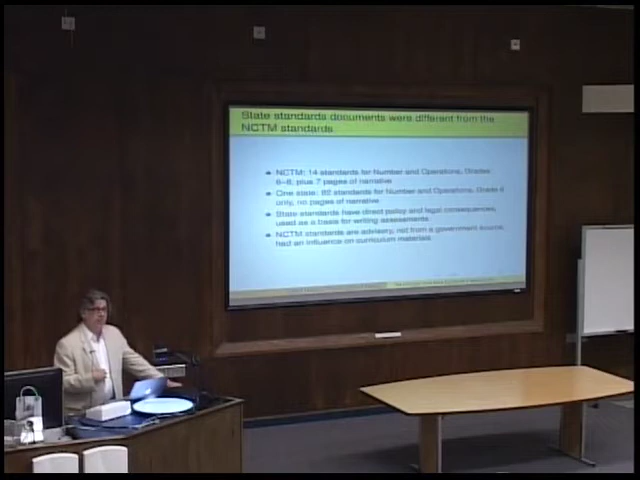 State standards documents were different from the
NCTM standards
NCTM: 14 standards for Number and Operations, Grades
6–8, plus 7 pages of narrative
One state: 82 standards for Number and Operations, Grade 6
only, no pages of narrative
State standards have direct policy and legal consequences,
used as a basis for writing assessments
NCTM standards are advisory, not from a government source,
had an influence on curriculum materials